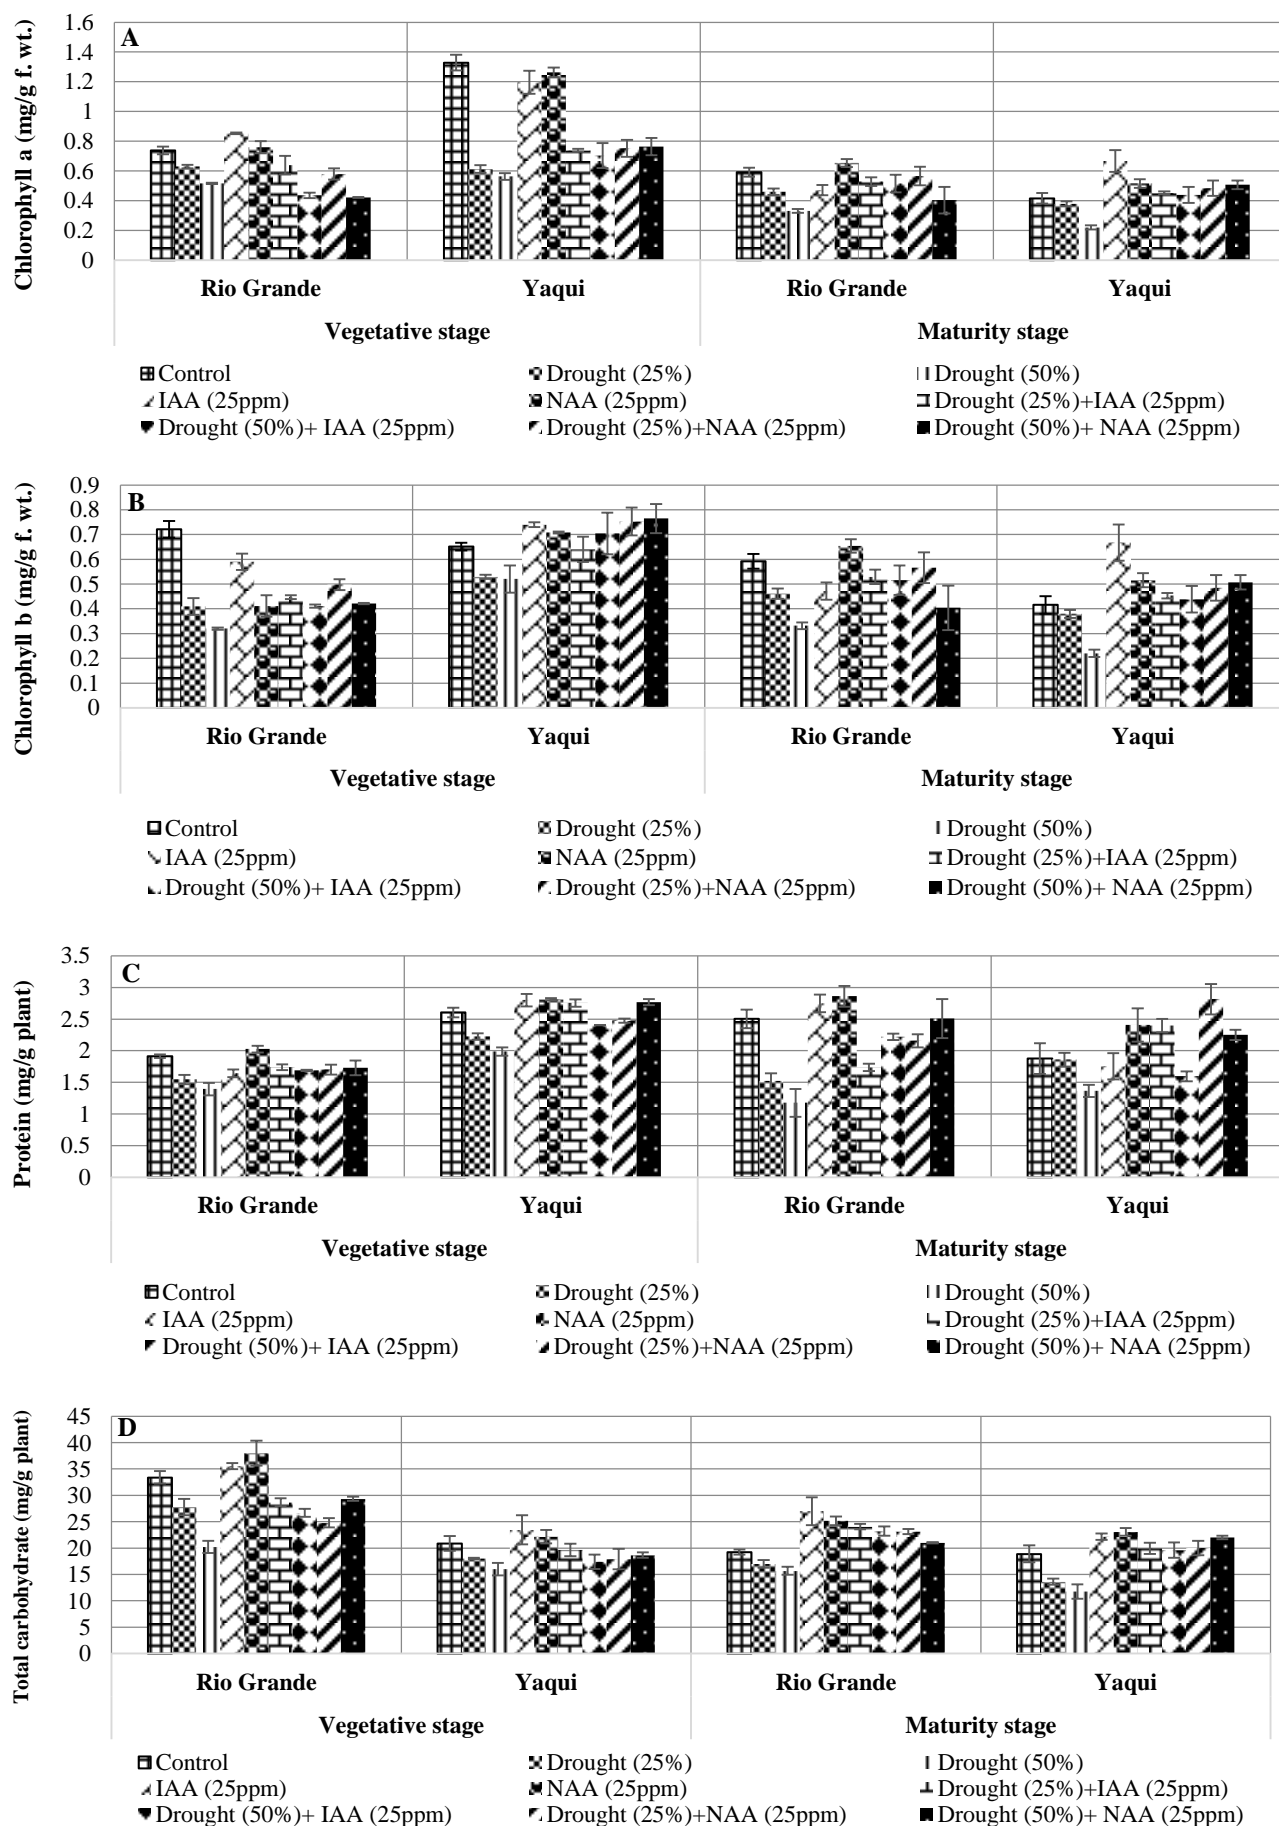 A
Chlorophyll a (mg/g f. wt.)
1.6
1.4
1.2
1
0.8
0.6
0.4
0.2
0
Rio Grande Yaqui Rio Grande Yaqui
Vegetative stage Maturity stage
Control Drought (25%) Drought (50%)
IAA (25ppm) NAA (25ppm) Drought (25%)+IAA (25ppm)
Drought (50%)+ IAA (25ppm) Drought (25%)+NAA (25ppm) Drought (50%)+ NAA (25ppm)
B
Chlorophyll b (mg/g f. wt.)
0.9
0.8
0.7
0.6
0.5
0.4
0.3
0.2
0.1
0
Rio Grande Yaqui Rio Grande Yaqui
Vegetative stage Maturity stage
Control Drought (25%) Drought (50%)
IAA (25ppm) NAA (25ppm) Drought (25%)+IAA (25ppm)
Drought (50%)+ IAA (25ppm) Drought (25%)+NAA (25ppm) Drought (50%)+ NAA (25ppm)
C
Protein (mg/g plant)
3.5
3
2.5
2
1.5
1
0.5
0
Rio Grande Yaqui Rio Grande Yaqui
Vegetative stage Maturity stage
Control Drought (25%) Drought (50%)
IAA (25ppm) NAA (25ppm) Drought (25%)+IAA (25ppm)
Drought (50%)+ IAA (25ppm) Drought (25%)+NAA (25ppm) Drought (50%)+ NAA (25ppm)
D
Total carbohydrate (mg/g plant)
45
40
35
30
25
20
15
10
5
0
Rio Grande Yaqui Rio Grande Yaqui
Vegetative stage Maturity stage
Control Drought (25%) Drought (50%)
IAA (25ppm) NAA (25ppm) Drought (25%)+IAA (25ppm)
Drought (50%)+ IAA (25ppm) Drought (25%)+NAA (25ppm) Drought (50%)+ NAA (25ppm)